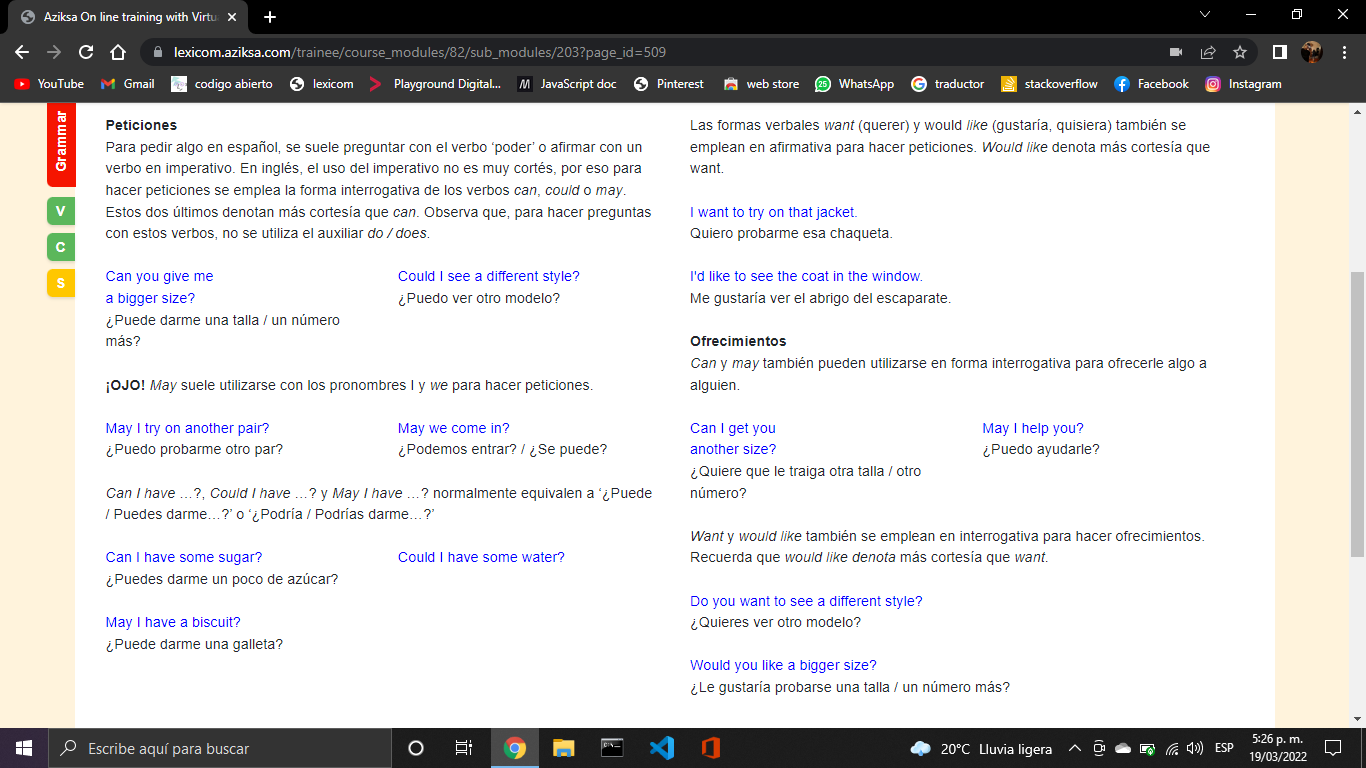 Aziksa On line training with Virtu
lexicom.aziksa.com/trainee/course_modules/82/sub_modules/203?page_id=509
YouTube
Gmail
codigo abierto
lexicom
Playground Digital...
JavaScript doc
Pinterest
web store
WhatsApp
traductor
stackoverflow
Facebook
Instagram
Grammar
V
C
S
Peticiones
Para pedir algo en español, se suele preguntar con el verbo ‘poder’ o afirmar con un
verbo en imperativo. En inglés, el uso del imperativo no es muy cortés, por eso para
hacer peticiones se emplea la forma interrogativa de los verbos can, could o may.
Estos dos últimos denotan más cortesía que can. Observa que, para hacer preguntas
con estos verbos, no se utiliza el auxiliar do / does.
Can you give me
a bigger size?
¿Puede darme una talla / un número
más?
Could I see a different style?
¿Puedo ver otro modelo?
¡OJO! May suele utilizarse con los pronombres I y we para hacer peticiones.
May I try on another pair?
¿Puedo probarme otro par?
May we come in?
¿Podemos entrar? / ¿Se puede?
Can I have …?, Could I have …? y May I have …? normalmente equivalen a ‘¿Puede
/ Puedes darme…?’ o ‘¿Podría / Podrías darme…?’
Can I have some sugar?
¿Puedes darme un poco de azúcar?
Could I have some water?
May I have a biscuit?
¿Puede darme una galleta?
Las formas verbales want (querer) y would like (gustaría, quisiera) también se
emplean en afirmativa para hacer peticiones. Would like denota más cortesía que
want.
I want to try on that jacket.
Quiero probarme esa chaqueta.
I'd like to see the coat in the window.
Me gustaría ver el abrigo del escaparate.
Ofrecimientos
Can y may también pueden utilizarse en forma interrogativa para ofrecerle algo a
alguien.
Can I get you
another size?
¿Quiere que le traiga otra talla / otro
número?
May I help you?
¿Puedo ayudarle?
Want y would like también se emplean en interrogativa para hacer ofrecimientos.
Recuerda que would like denota más cortesía que want.
Do you want to see a different style?
¿Quieres ver otro modelo?
Would you like a bigger size?
¿Le gustaría probarse una talla / un número más?
Escribe aquí para buscar
20°C Lluvia ligera
ESP
5:26 p. m.
19/03/2022